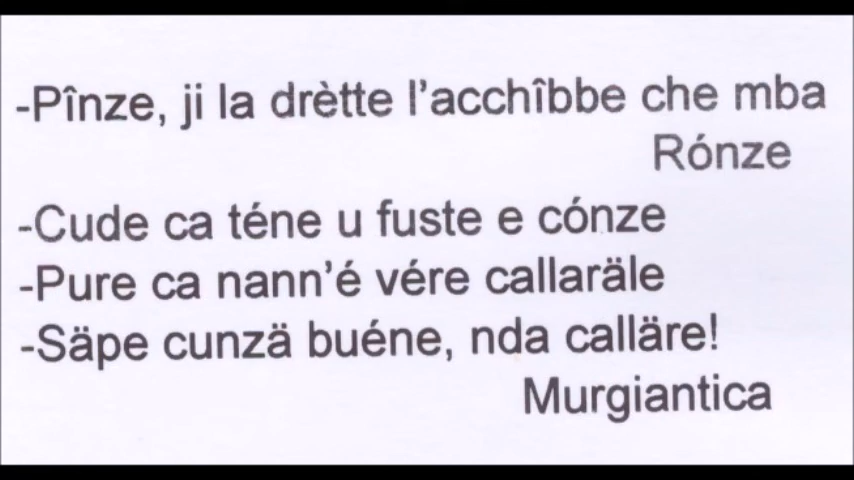 -Pînze, ji la drètte l'acchîbbe che mba
Rónze
-Cude ca téne u fuste e cónze
-Pure ca nann'é vére callaräle
-Säpe cunzä buéne, nda calläre!
Murgiantica